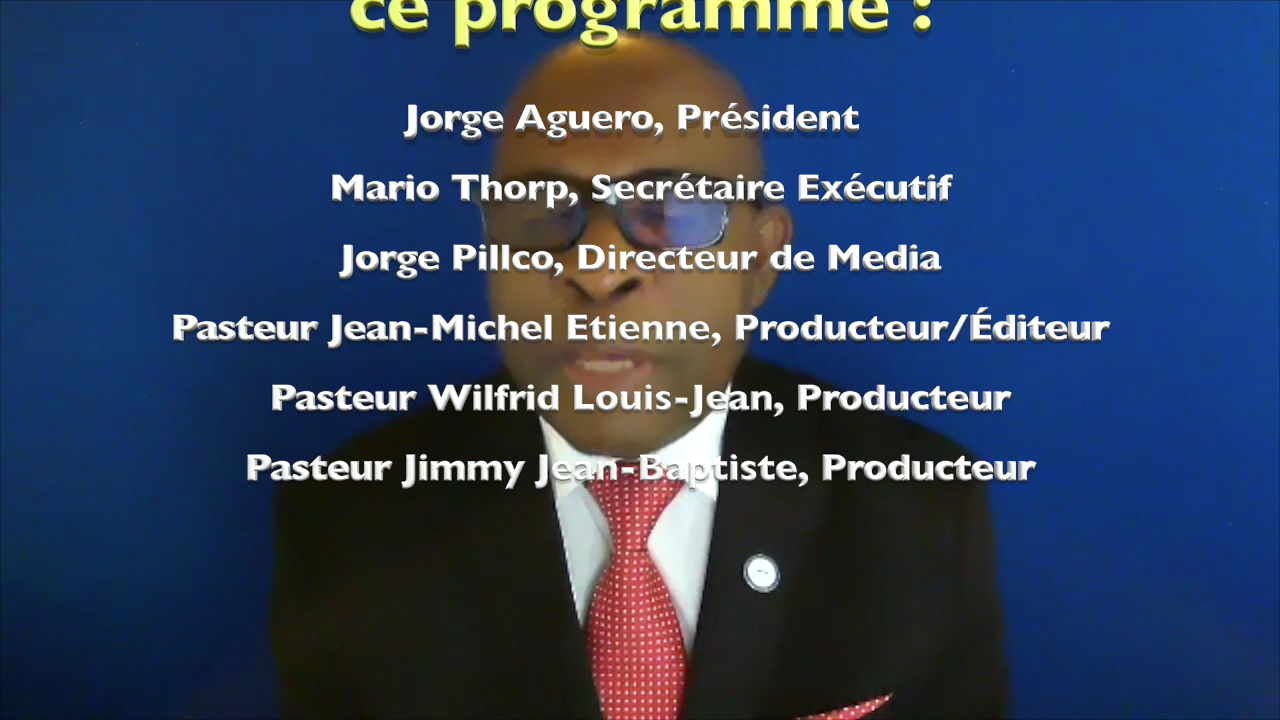 ce programme :
Jorge Aguero, Président
Mario Thorp, Secrétaire Exécutif
Jorge Pillco, Directeur de Media
Pasteur Jean-Michel Etienne, Producteur/Éditeur
Pasteur Wilfrid Louis-Jean, Producteur
Pasteur Jimmy Jean-Baptiste, Producteur